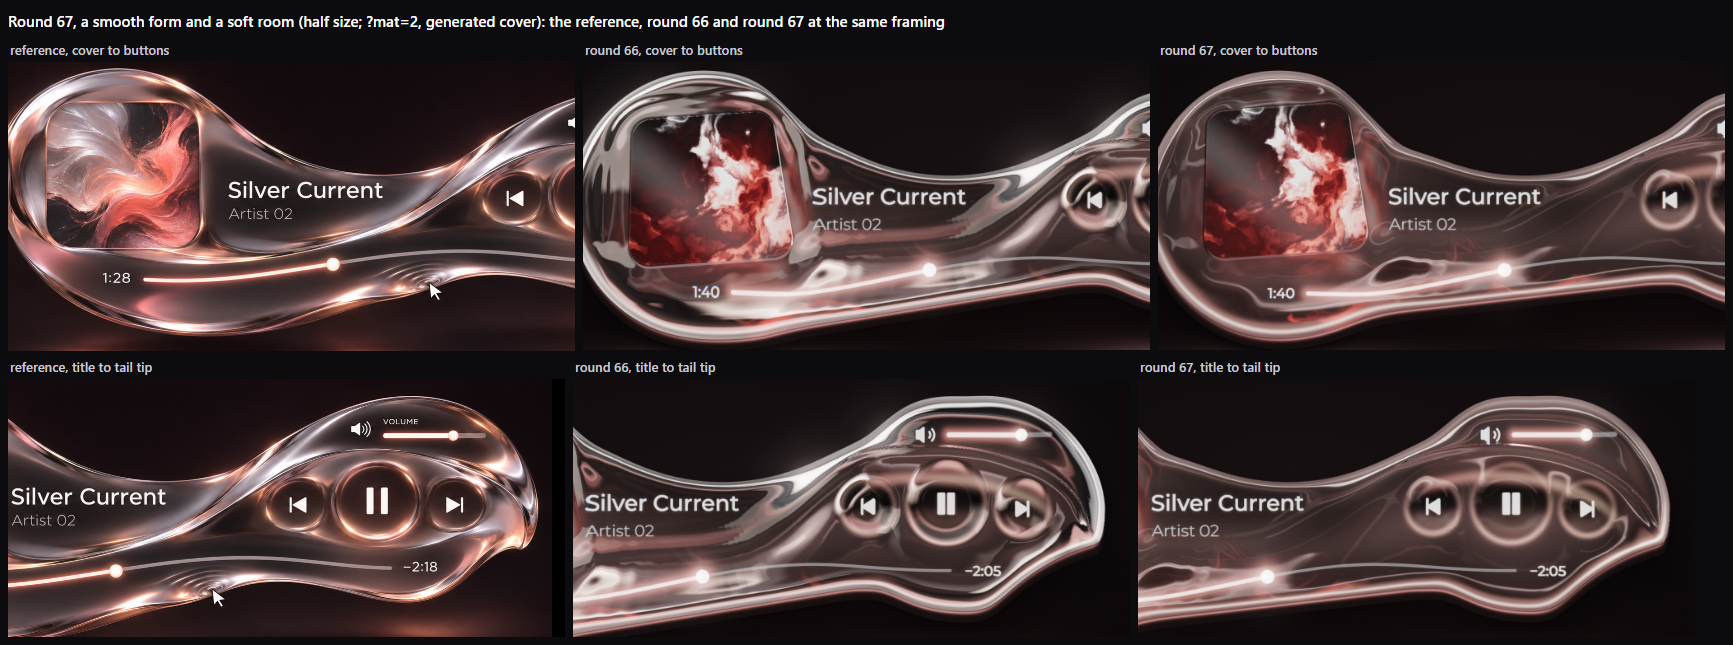 Round 67, a smooth form and a soft room (half size; ?mat=2, generated cover): the reference, round 66 and round 67 at the same framing
reference, cover to buttons
round 66, cover to buttons
round 67, cover to buttons
Silver Current
Artist 02
1:28
Silver Current
Artist 02
1:40
Silver Current
Artist 02
1:40
reference, title to tail tip
round 66, title to tail tip
round 67, title to tail tip
VOLUME
Silver Current
Artist 02
−2:18
Silver Current
Artist 02
−2:05
Silver Current
Artist 02
−2:05